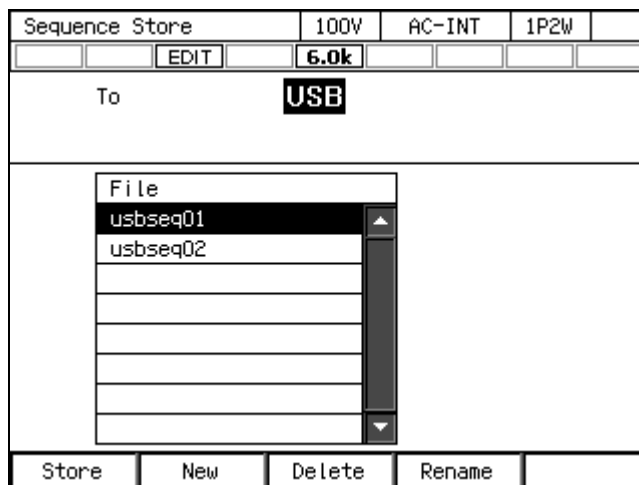 Sequence Store 100V AC-INT 1P2W
EDIT 6.0k
To USB
File
usbseq01
usbseq02
Store New Delete Rename